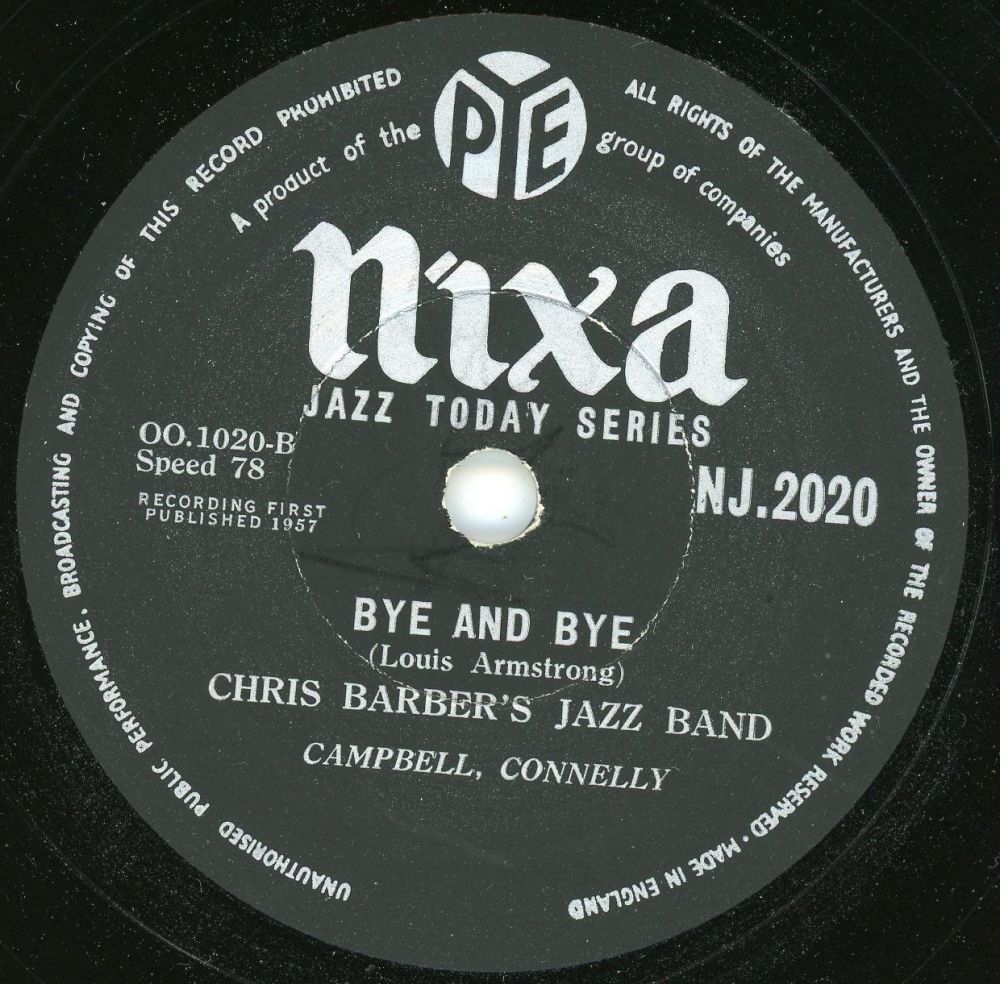 UNAUTHORISED PUBLIC PERFORMANCE, BROADCASTING AND COPYING OF THIS RECORD PROHIBITED
ALL RIGHTS OF THE MANUFACTURERS AND THE OWNER OF THE RECORDED WORK RESERVED · MADE IN ENGLAND
A product of the PYE group of companies
nixa
JAZZ TODAY SERIES
OO.1020-B
Speed 78
RECORDING FIRST
PUBLISHED 1957
NJ.2020
BYE AND BYE
(Louis Armstrong)
CHRIS BARBER'S JAZZ BAND
CAMPBELL, CONNELLY